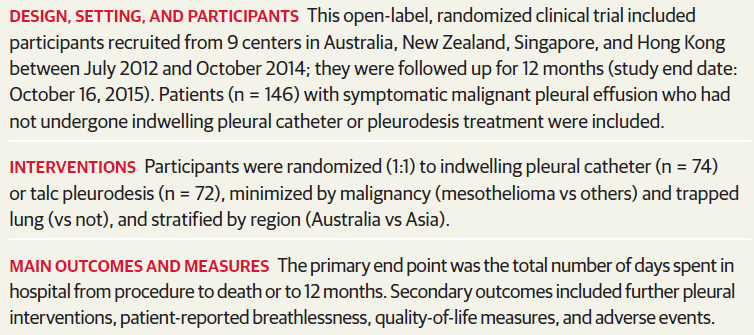 DESIGN, SETTING, AND PARTICIPANTS This open-label, randomized clinical trial included
participants recruited from 9 centers in Australia, New Zealand, Singapore, and Hong Kong
between July 2012 and October 2014; they were followed up for 12 months (study end date:
October 16, 2015). Patients (n = 146) with symptomatic malignant pleural effusion who had
not undergone indwelling pleural catheter or pleurodesis treatment were included.
INTERVENTIONS Participants were randomized (1:1) to indwelling pleural catheter (n = 74)
or talc pleurodesis (n = 72), minimized by malignancy (mesothelioma vs others) and trapped
lung (vs not), and stratified by region (Australia vs Asia).
MAIN OUTCOMES AND MEASURES The primary end point was the total number of days spent in
hospital from procedure to death or to 12 months. Secondary outcomes included further pleural
interventions, patient-reported breathlessness, quality-of-life measures, and adverse events.